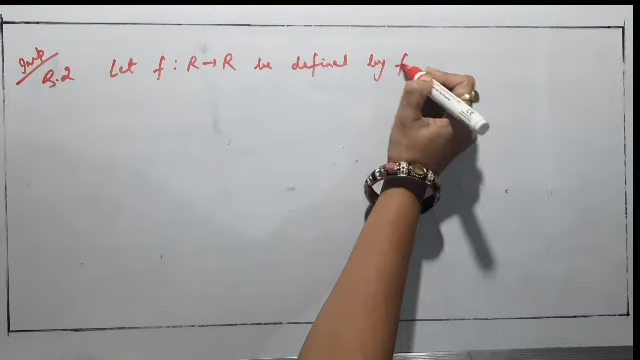 Imp
Q.2 Let f : R → R be defined by f